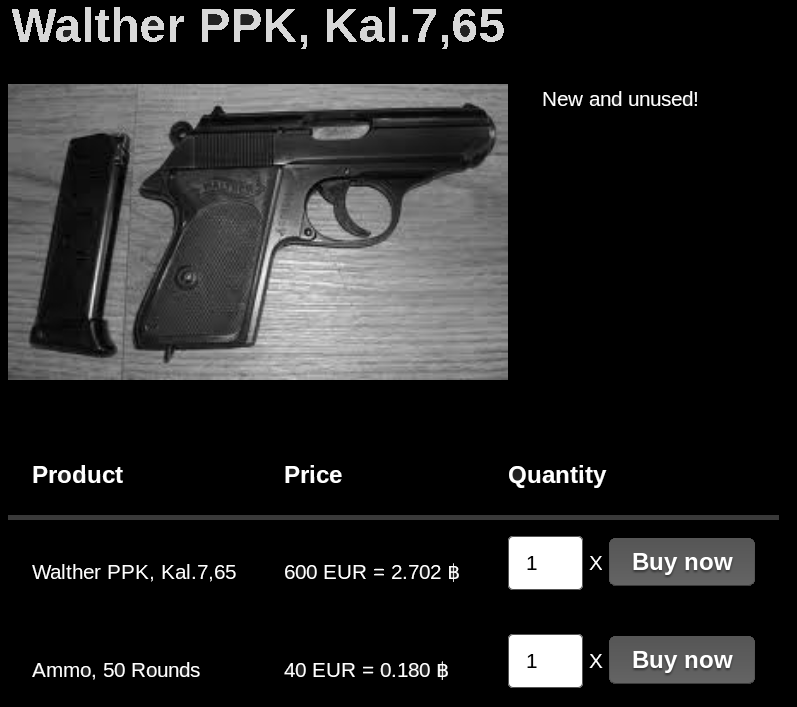 Walther PPK, Kal.7,65
New and unused!
WALTHER
Product Price Quantity
Walther PPK, Kal.7,65 600 EUR = 2.702 ฿ 1 X Buy now
Ammo, 50 Rounds 40 EUR = 0.180 ฿ 1 X Buy now